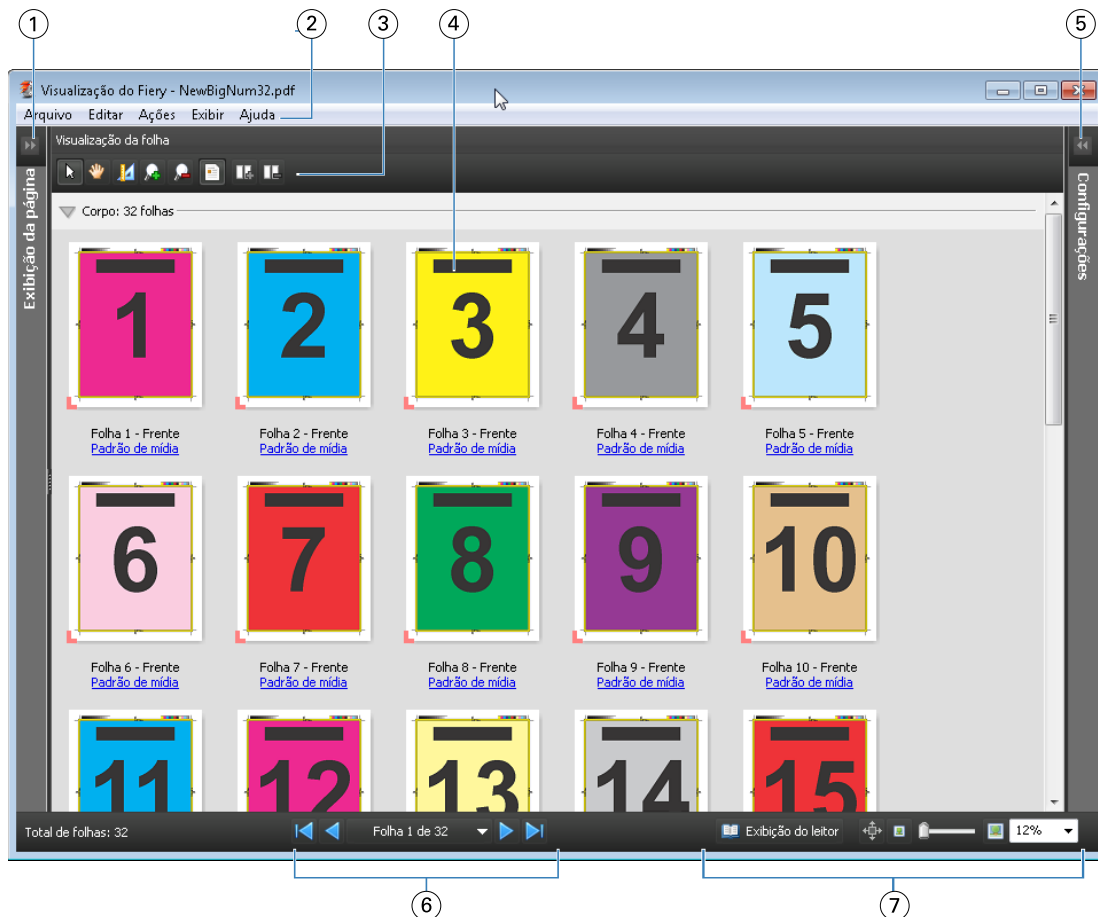 1 2 3 4 5
Visualização do Fiery - NewBigNum32.pdf
Arquivo Editar Ações Exibir Ajuda
Visualização da folha
Exibição da página
Configurações
Corpo: 32 folhas
1 2 3 4 5
Folha 1 - Frente Folha 2 - Frente Folha 3 - Frente Folha 4 - Frente Folha 5 - Frente
Padrão de mídia Padrão de mídia Padrão de mídia Padrão de mídia Padrão de mídia
6 7 8 9 10
Folha 6 - Frente Folha 7 - Frente Folha 8 - Frente Folha 9 - Frente Folha 10 - Frente
Padrão de mídia Padrão de mídia Padrão de mídia Padrão de mídia Padrão de mídia
11 12 13 14 15
Total de folhas: 32 Folha 1 de 32 Exibição do leitor 12%
6 7